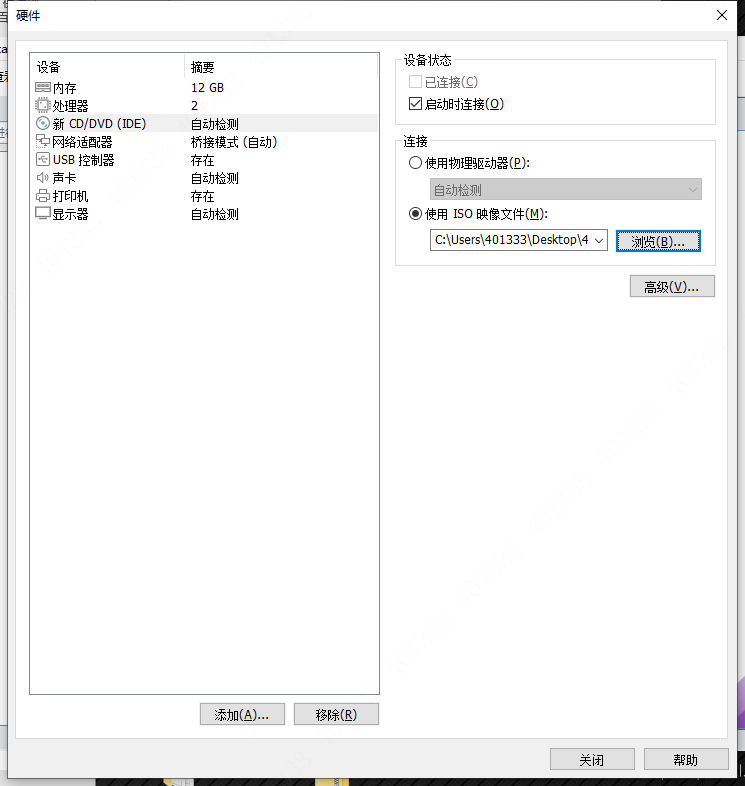 硬件
设备 摘要
内存 12 GB
处理器 2
新 CD/DVD (IDE) 自动检测
网络适配器 桥接模式 (自动)
USB 控制器 存在
声卡 自动检测
打印机 存在
显示器 自动检测
添加(A)... 移除(R)
设备状态
已连接(C)
启动时连接(O)
连接
使用物理驱动器(P):
自动检测
使用 ISO 映像文件(M):
C:\Users\401333\Desktop\4 浏览(B)...
高级(V)...
关闭 帮助
401333 401333 401333 401333